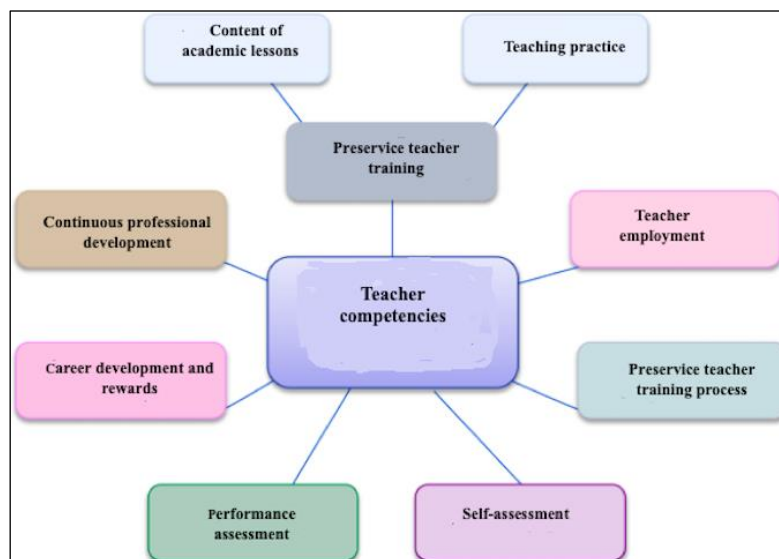 Content of
academic lessons
Teaching practice
Preservice teacher
training
Continuous professional
development
Teacher
employment
Teacher
competencies
Career development and
rewards
Preservice teacher
training process
Performance
assessment
Self-assessment